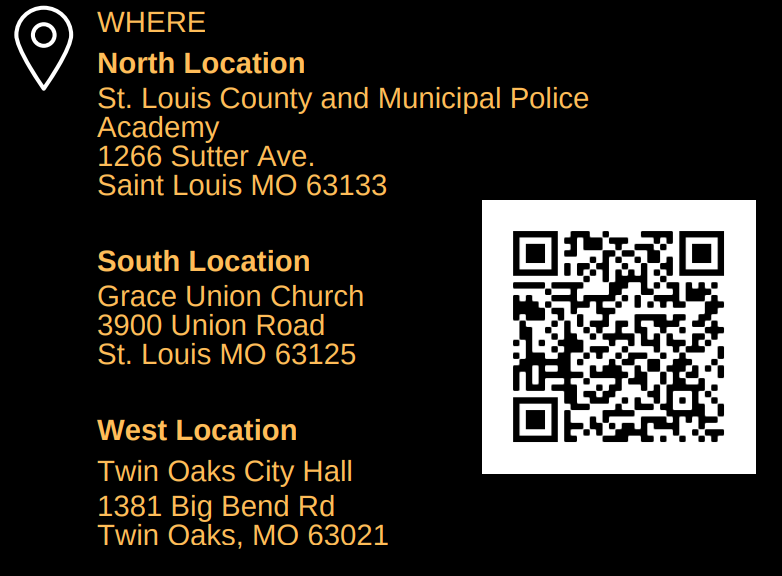 WHERE
North Location
St. Louis County and Municipal Police
Academy
1266 Sutter Ave.
Saint Louis MO 63133
South Location
Grace Union Church
3900 Union Road
St. Louis MO 63125
West Location
Twin Oaks City Hall
1381 Big Bend Rd
Twin Oaks, MO 63021